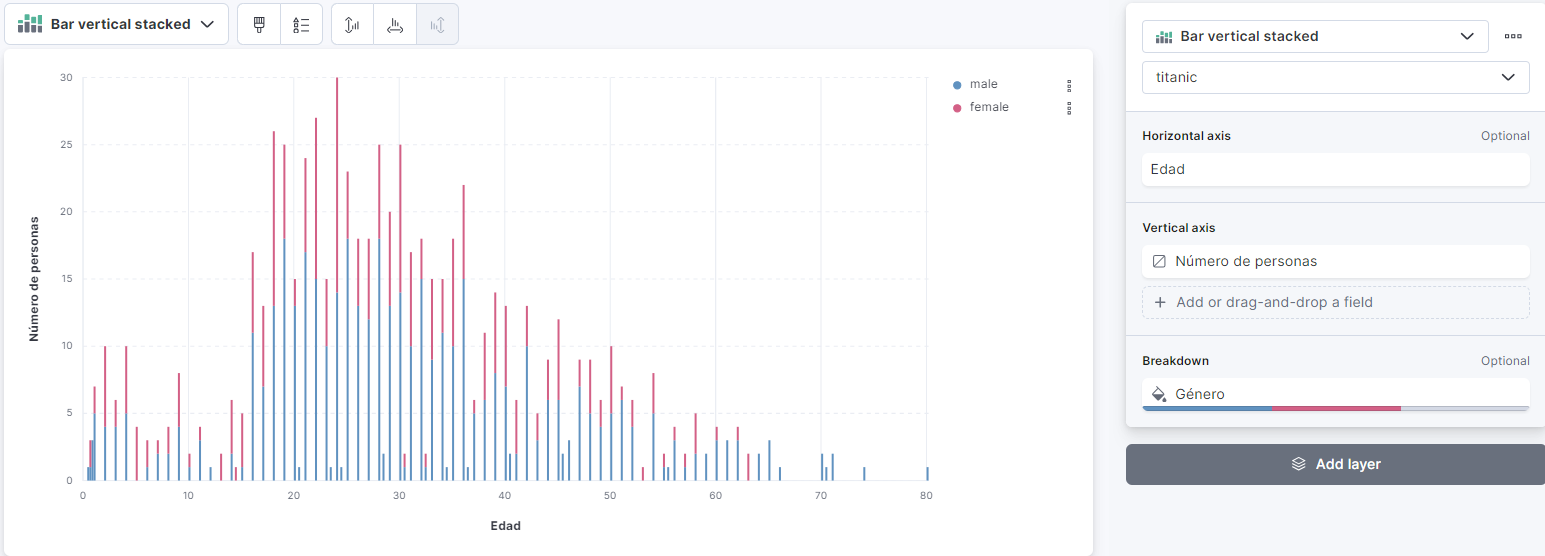 Bar vertical stacked
30
25
20
15
10
5
0
Número de personas
0 10 20 30 40 50 60 70 80
Edad
male
female
Bar vertical stacked
titanic
Horizontal axis Optional
Edad
Vertical axis
Número de personas
Add or drag-and-drop a field
Breakdown Optional
Género
Add layer